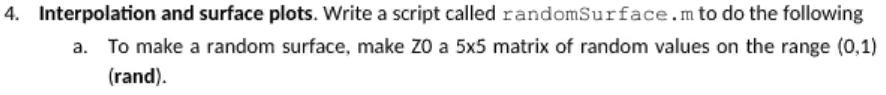 4. Interpolation and surface plots. Write a script called randomSurface.m to do the following
a. To make a random surface, make Z0 a 5x5 matrix of random values on the range (0,1)
(rand).